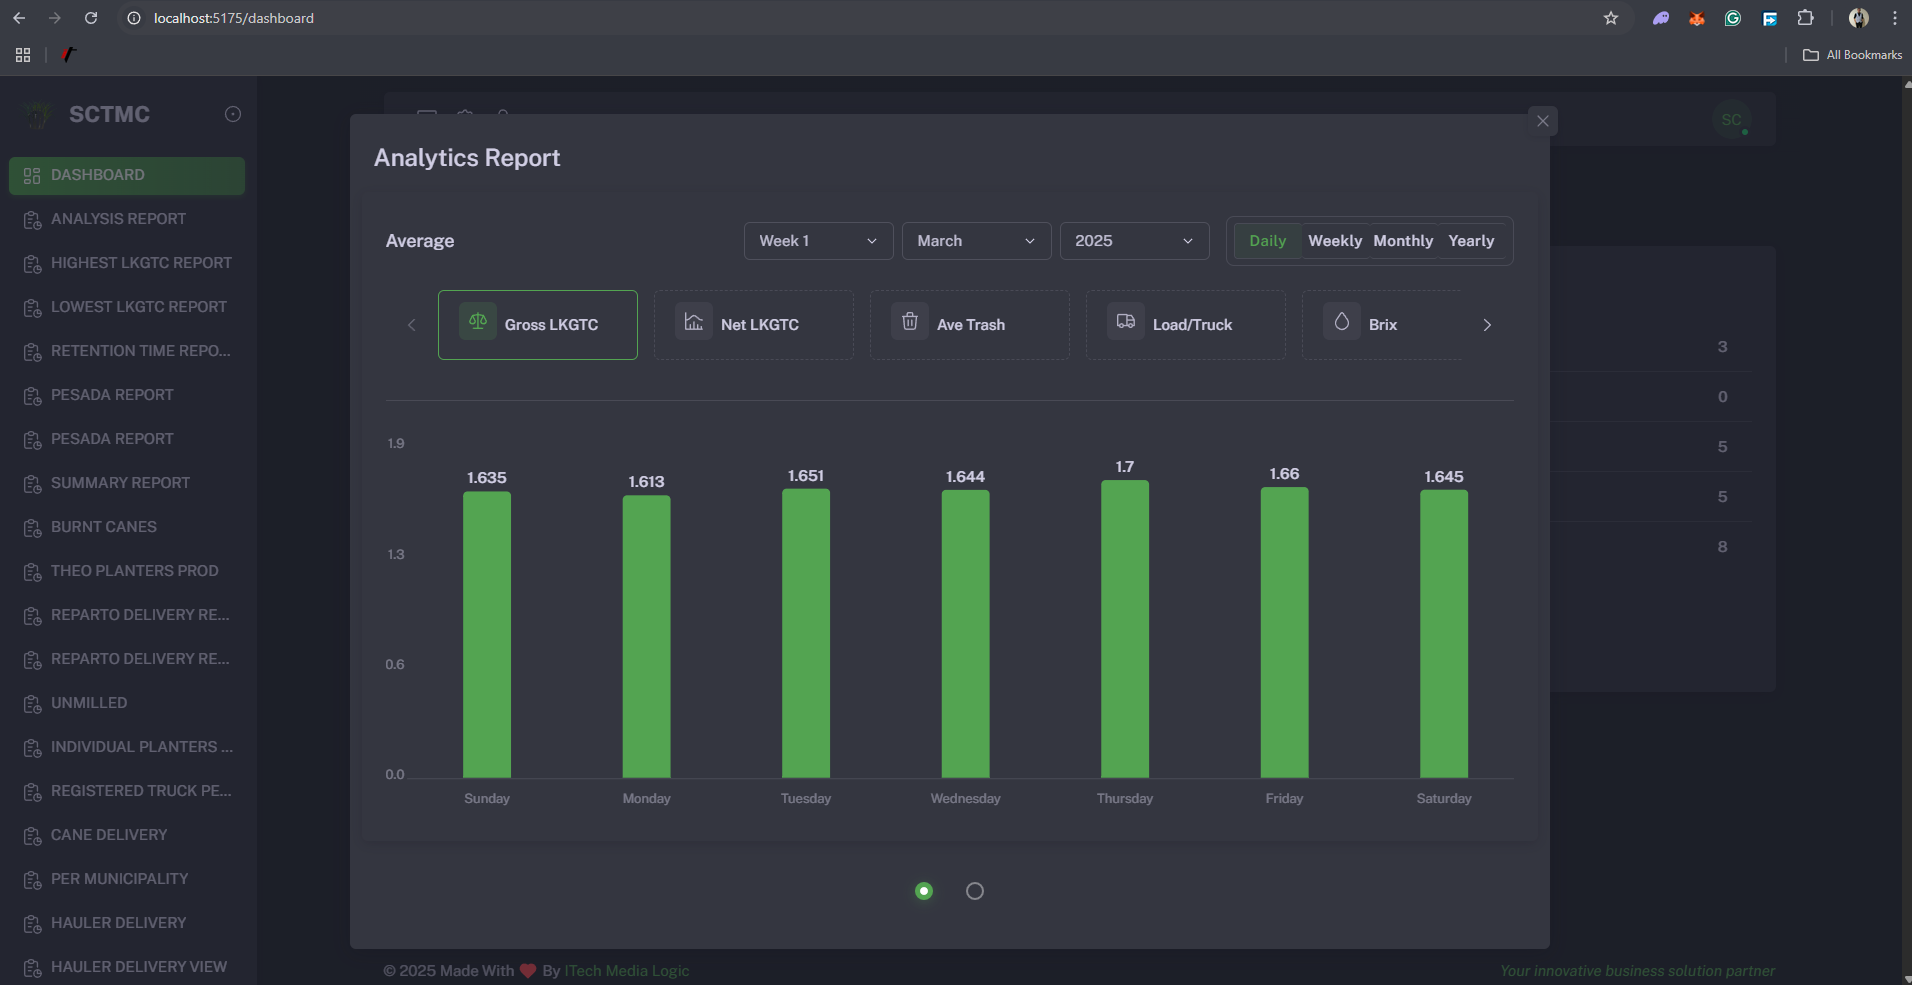 localhost:5175/dashboard
All Bookmarks
SCTMC
SC
DASHBOARD
ANALYSIS REPORT
HIGHEST LKGTC REPORT
LOWEST LKGTC REPORT
RETENTION TIME REPO...
PESADA REPORT
PESADA REPORT
SUMMARY REPORT
BURNT CANES
THEO PLANTERS PROD
REPARTO DELIVERY RE...
REPARTO DELIVERY RE...
UNMILLED
INDIVIDUAL PLANTERS ...
REGISTERED TRUCK PE...
CANE DELIVERY
PER MUNICIPALITY
HAULER DELIVERY
HAULER DELIVERY VIEW
Analytics Report
Average
Week 1
March
2025
Daily Weekly Monthly Yearly
Gross LKGTC
Net LKGTC
Ave Trash
Load/Truck
Brix
1.9
1.3
0.6
0.0
1.635 1.613 1.651 1.644 1.7 1.66 1.645
Sunday Monday Tuesday Wednesday Thursday Friday Saturday
3
0
5
5
8
© 2025 Made With ❤ By ITech Media Logic
Your innovative business solution partner